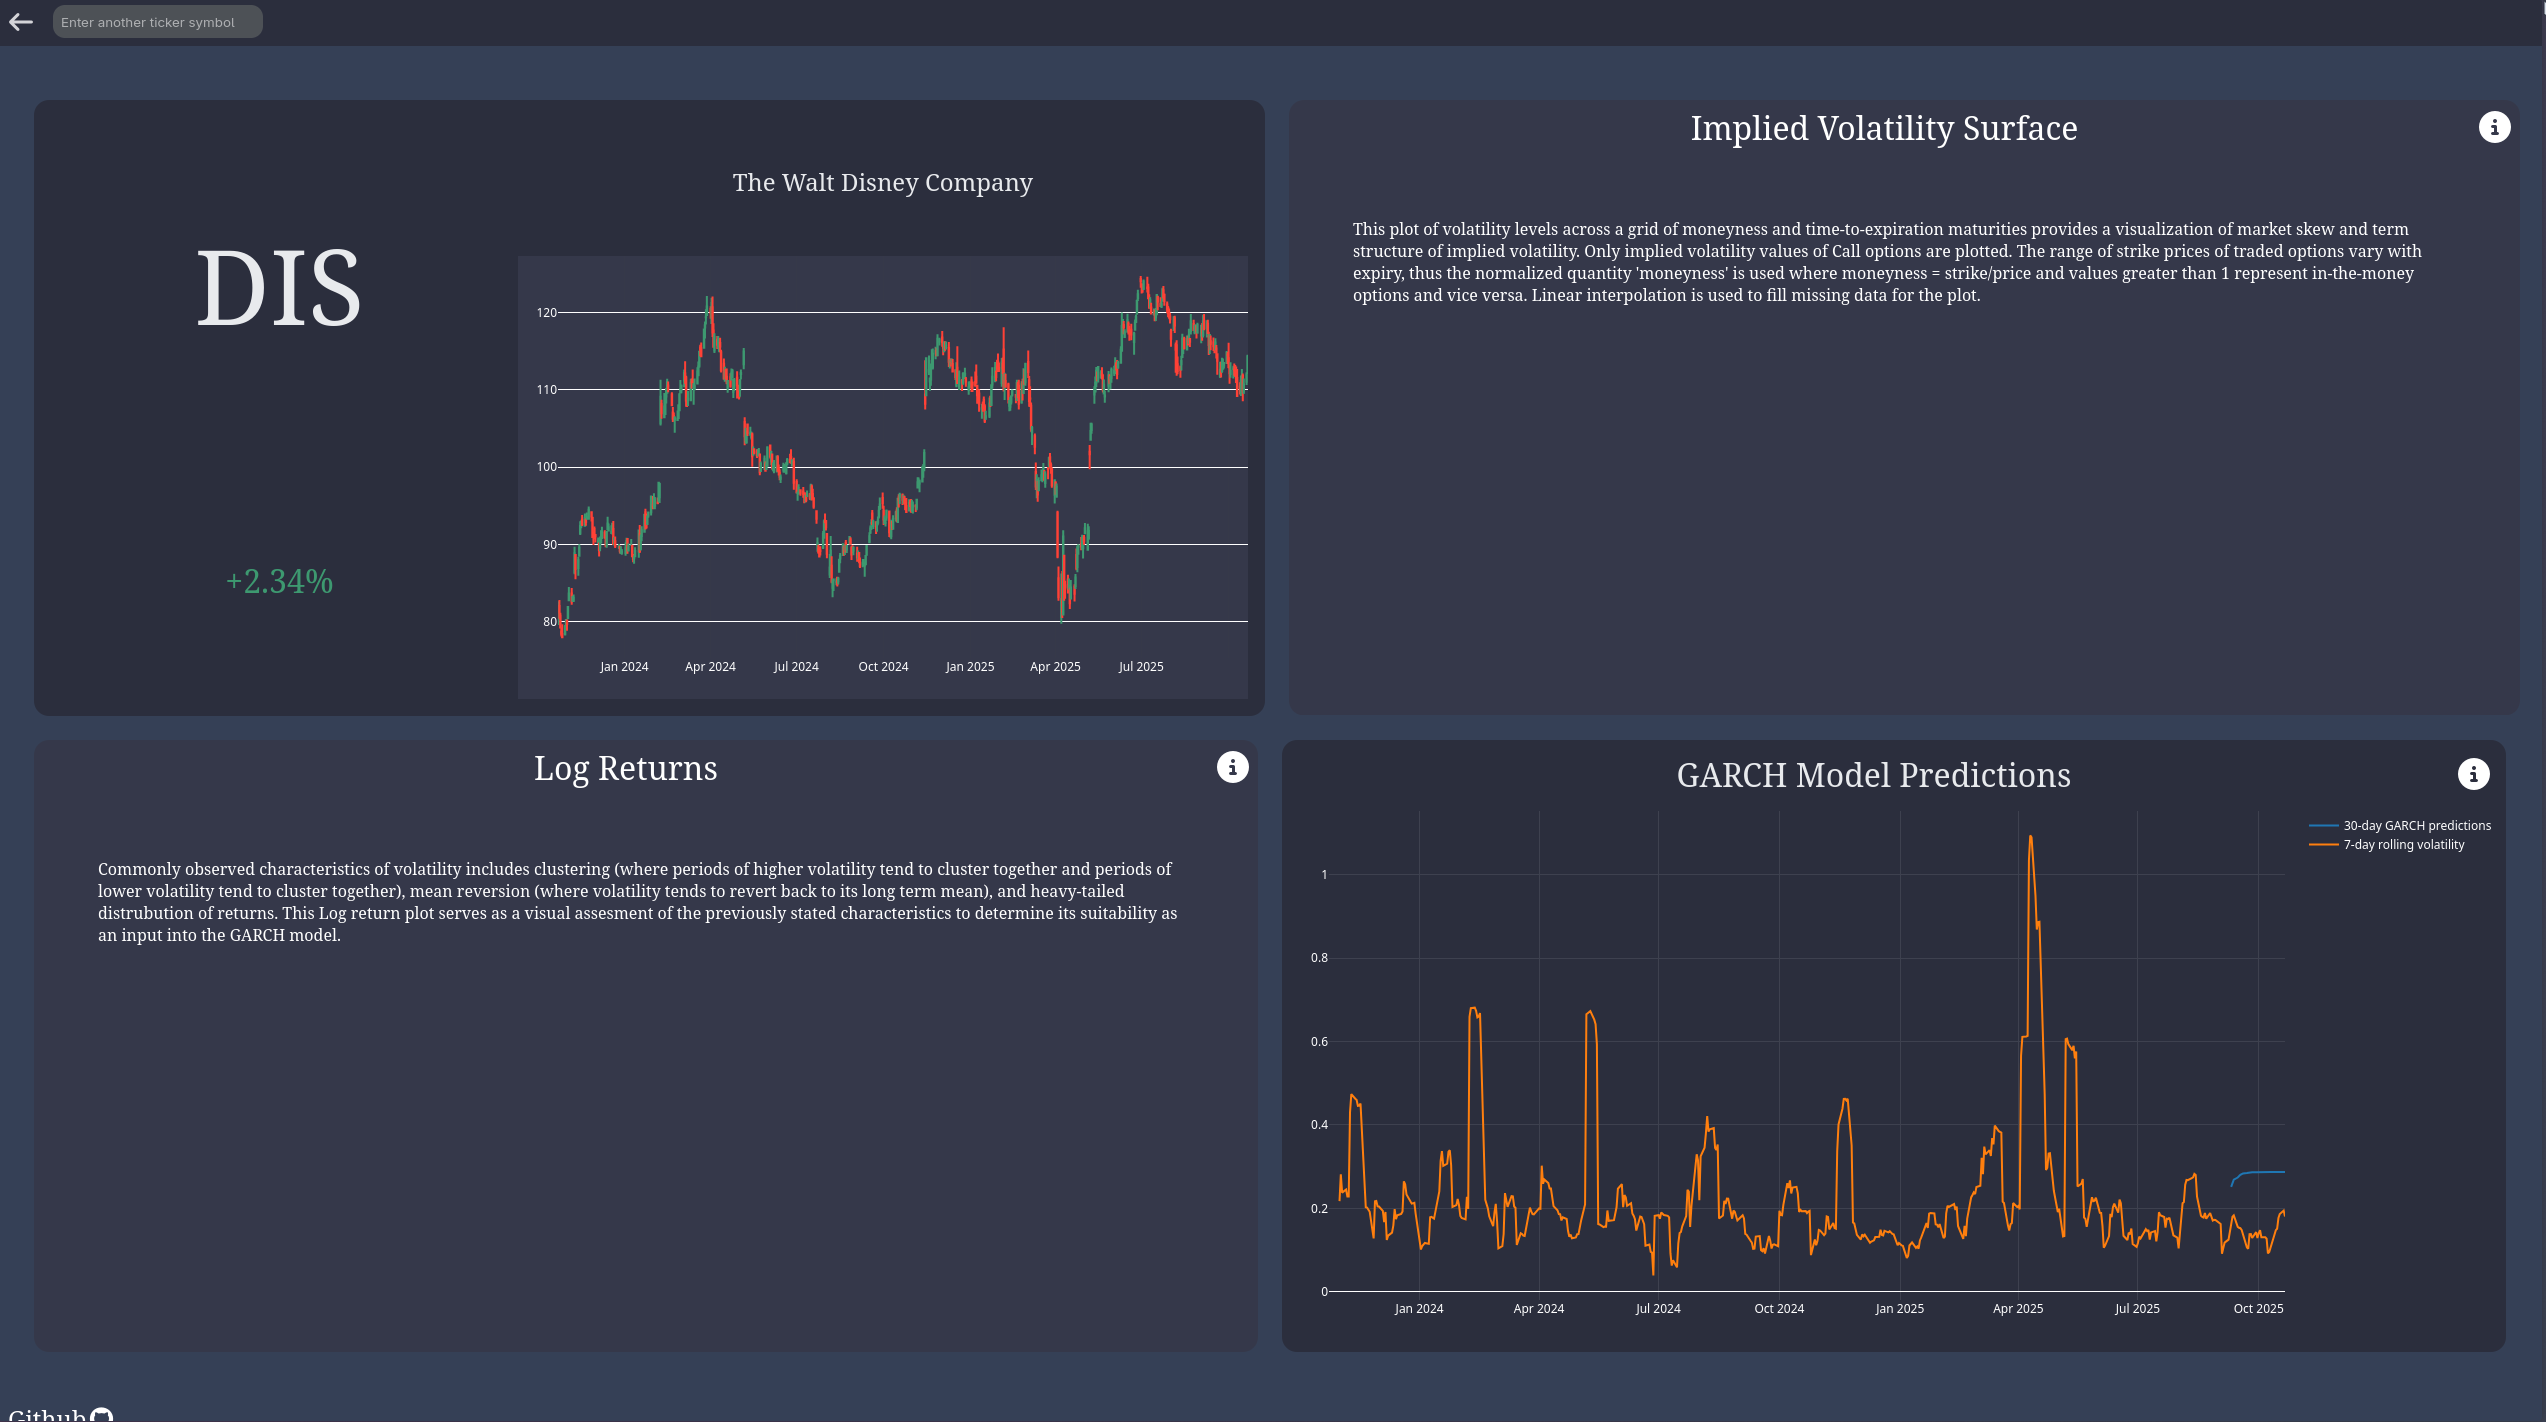 Enter another ticker symbol
The Walt Disney Company
DIS
+2.34%
120
110
100
90
80
Jan 2024 Apr 2024 Jul 2024 Oct 2024 Jan 2025 Apr 2025 Jul 2025
Implied Volatility Surface
This plot of volatility levels across a grid of moneyness and time-to-expiration maturities provides a visualization of market skew and term
structure of implied volatility. Only implied volatility values of Call options are plotted. The range of strike prices of traded options vary with
expiry, thus the normalized quantity 'moneyness' is used where moneyness = strike/price and values greater than 1 represent in-the-money
options and vice versa. Linear interpolation is used to fill missing data for the plot.
Log Returns
Commonly observed characteristics of volatility includes clustering (where periods of higher volatility tend to cluster together and periods of
lower volatility tend to cluster together), mean reversion (where volatility tends to revert back to its long term mean), and heavy-tailed
distrubution of returns. This Log return plot serves as a visual assesment of the previously stated characteristics to determine its suitability as
an input into the GARCH model.
GARCH Model Predictions
30-day GARCH predictions
7-day rolling volatility
1
0.8
0.6
0.4
0.2
0
Jan 2024 Apr 2024 Jul 2024 Oct 2024 Jan 2025 Apr 2025 Jul 2025 Oct 2025
Github